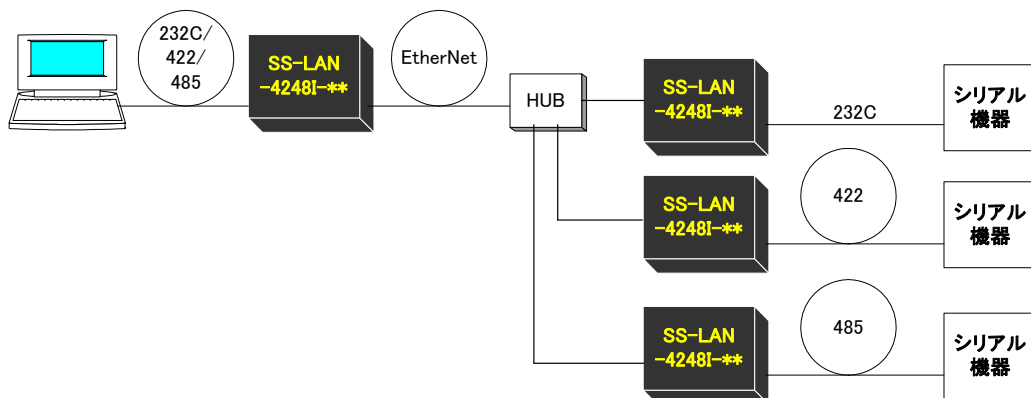 232C/
422/
485
SS-LAN
-4248I-**
EtherNet
HUB
SS-LAN
-4248I-**
232C
シリアル
機器
SS-LAN
-4248I-**
422
シリアル
機器
SS-LAN
-4248I-**
485
シリアル
機器